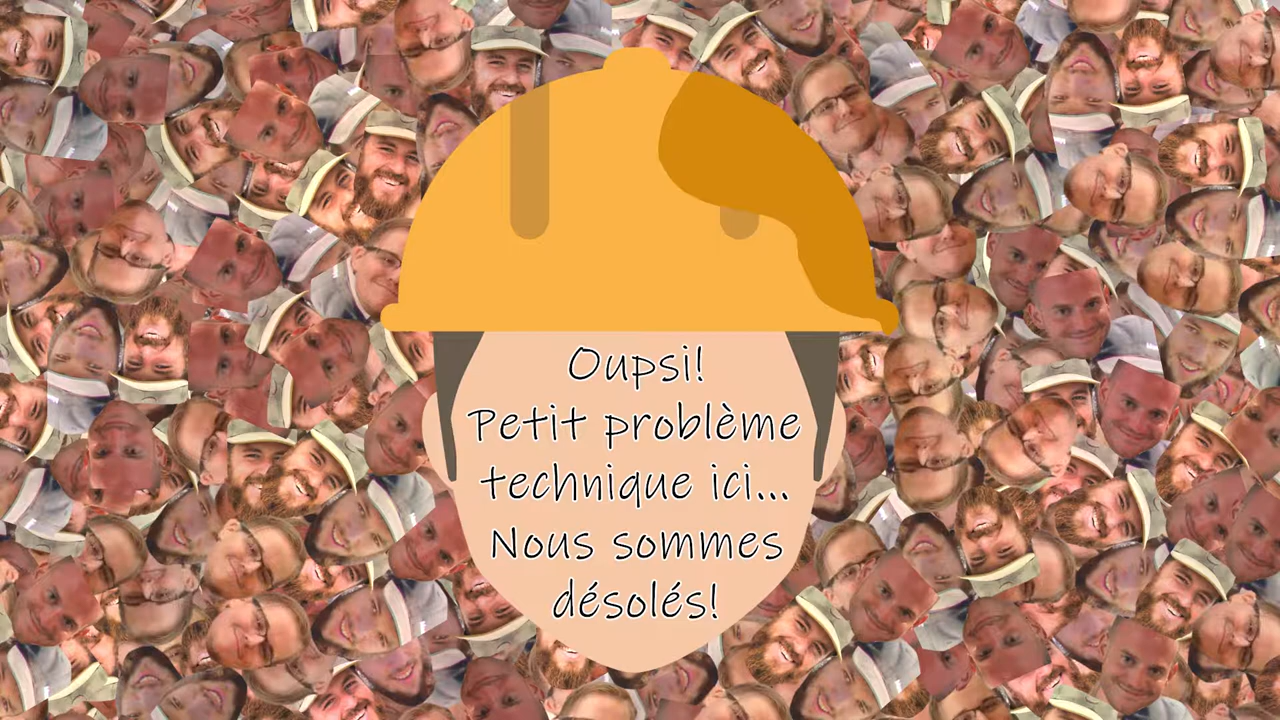 Oupsi!
Petit problème
technique ici...
Nous sommes
désolés!